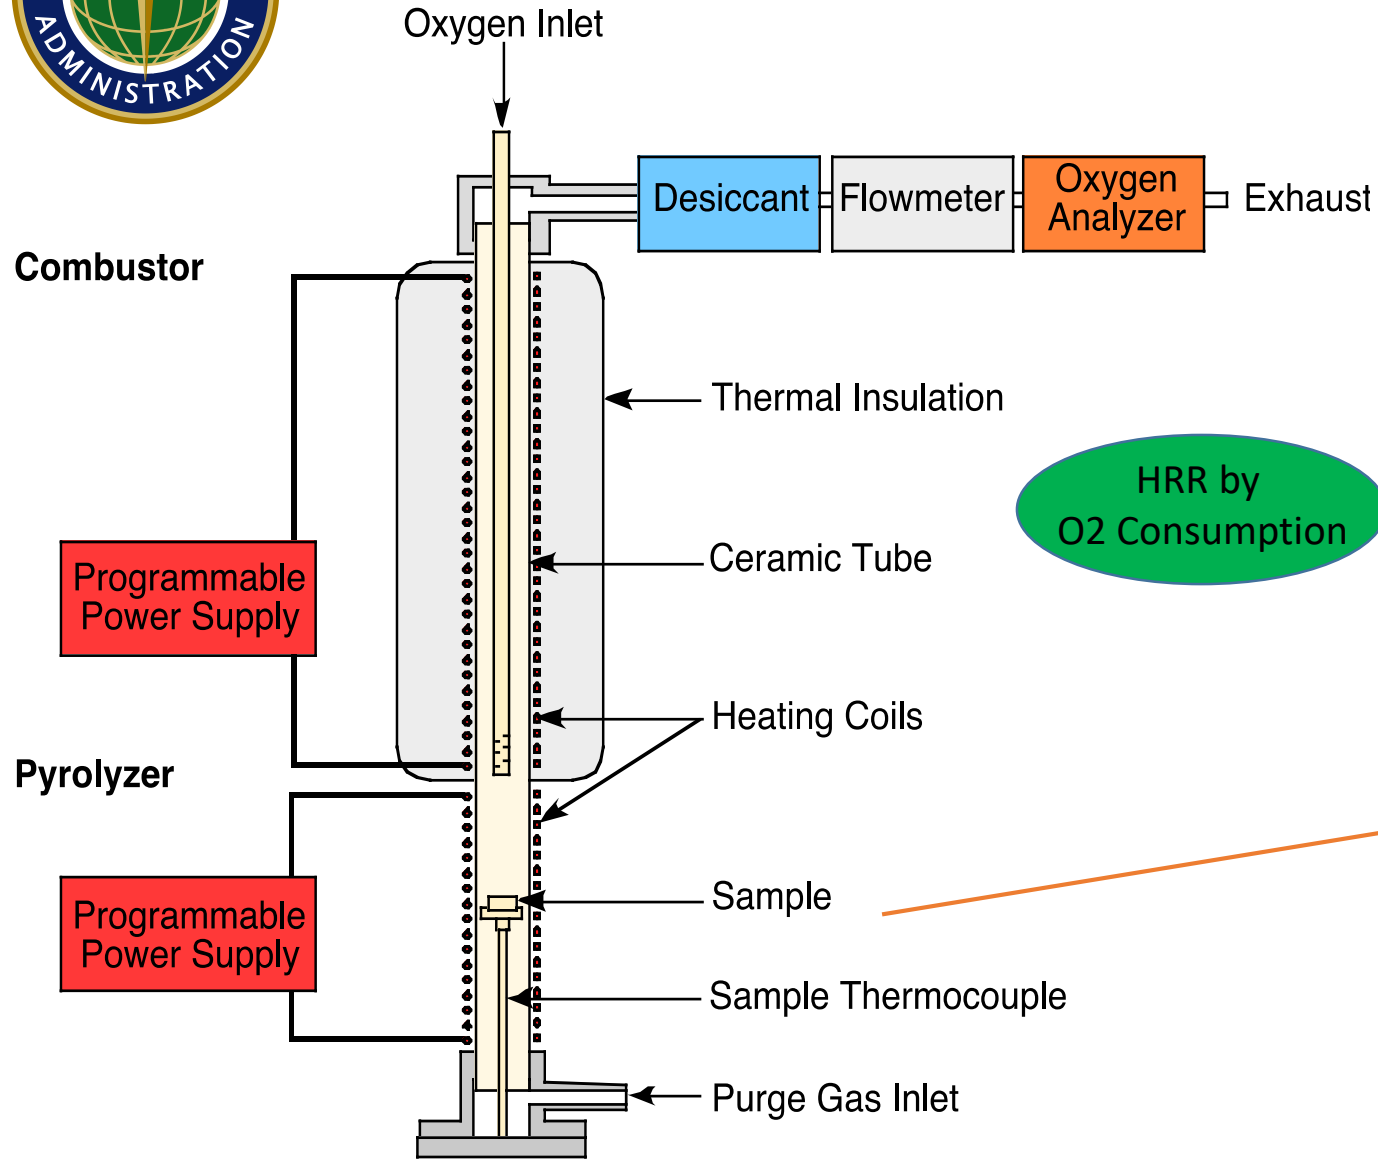 ADMINISTRATION
Oxygen Inlet
Desiccant
Flowmeter
Oxygen
Analyzer
Exhaust
Combustor
Thermal Insulation
HRR by
O2 Consumption
Ceramic Tube
Programmable
Power Supply
Heating Coils
Pyrolyzer
Sample
Programmable
Power Supply
Sample Thermocouple
Purge Gas Inlet